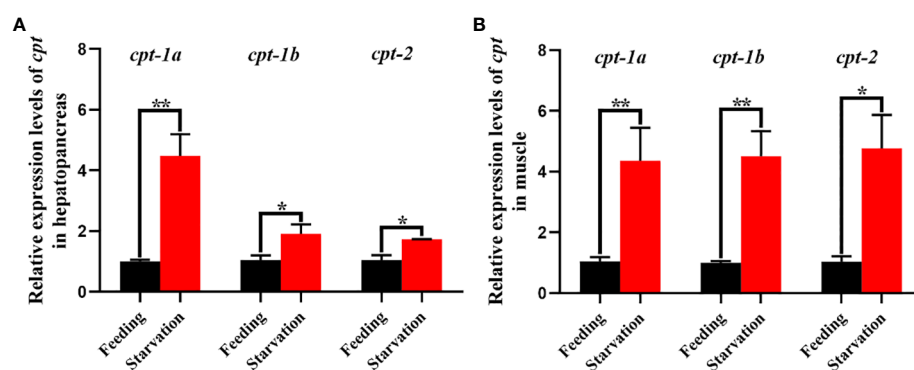 A
Relative expression levels of cpt
in hepatopancreas
8
6
4
2
0
cpt-1a
cpt-1b
cpt-2
**
*
*
Feeding
Starvation
Feeding
Starvation
Feeding
Starvation
B
Relative expression levels of cpt
in muscle
8
6
4
2
0
cpt-1a
cpt-1b
cpt-2
**
**
*
Feeding
Starvation
Feeding
Starvation
Feeding
Starvation